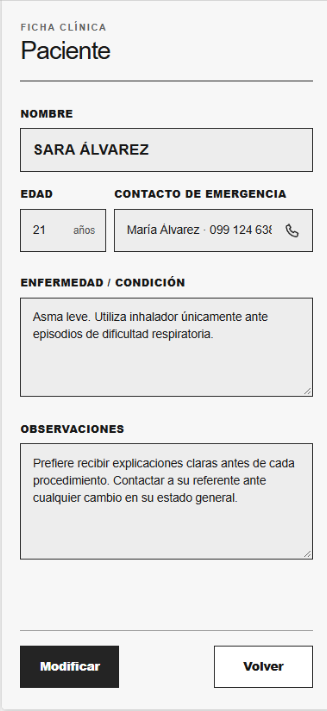 FICHA CLÍNICA
Paciente
NOMBRE
SARA ÁLVAREZ
EDAD
CONTACTO DE EMERGENCIA
21 años
María Álvarez · 099 124 638
ENFERMEDAD / CONDICIÓN
Asma leve. Utiliza inhalador únicamente ante
episodios de dificultad respiratoria.
OBSERVACIONES
Prefiere recibir explicaciones claras antes de cada
procedimiento. Contactar a su referente ante
cualquier cambio en su estado general.
Modificar
Volver